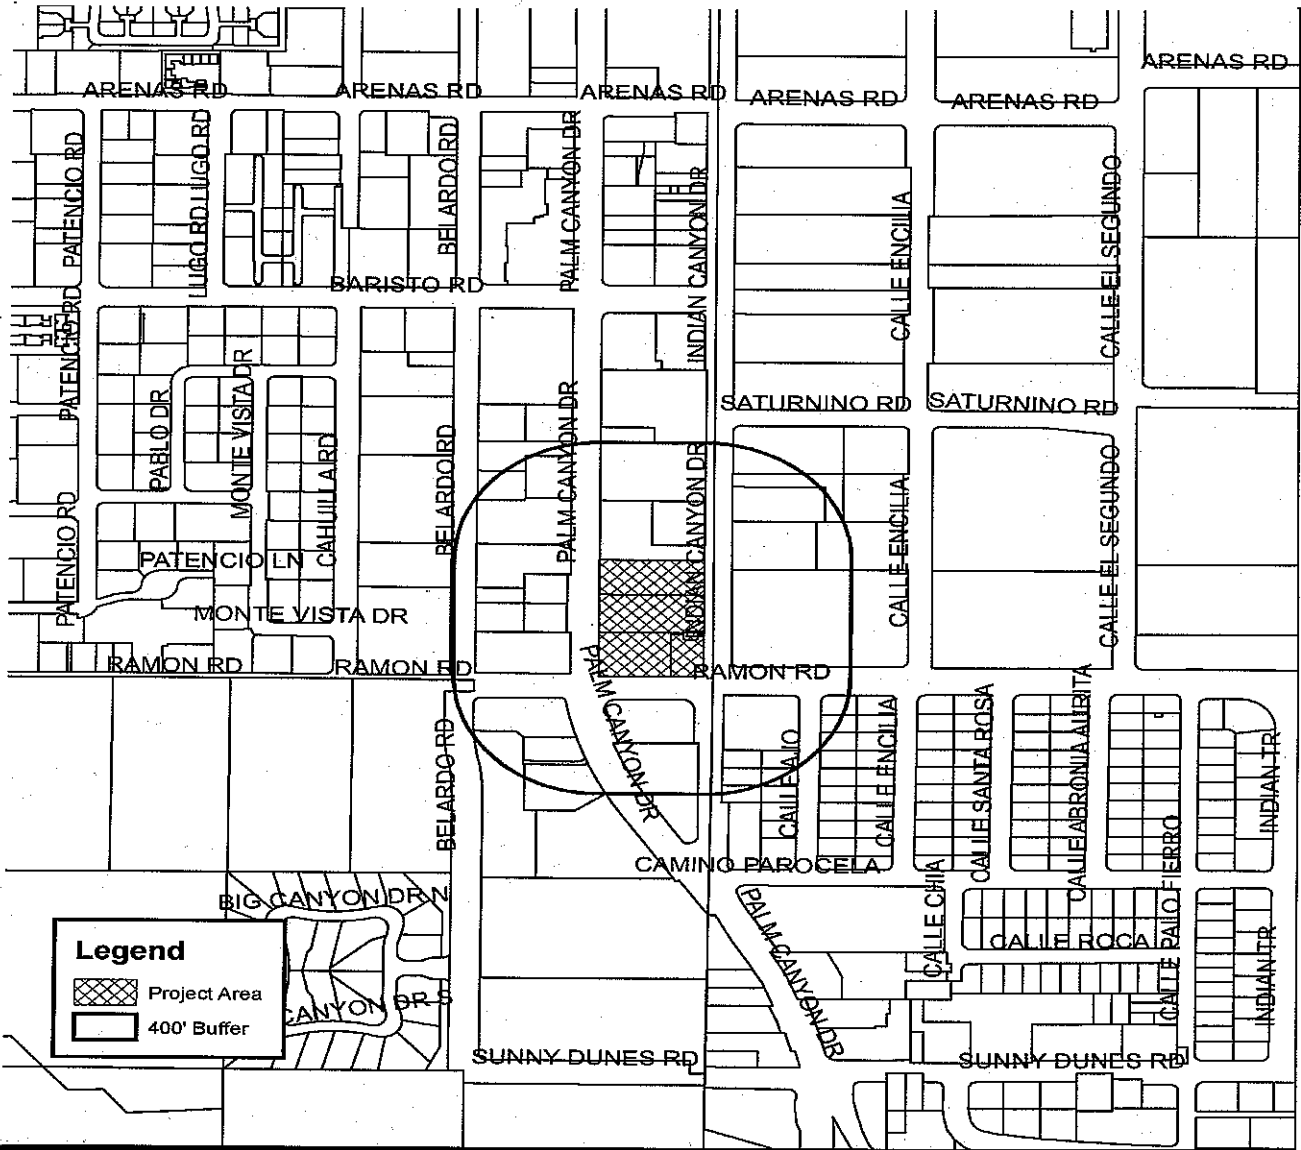 ARENAS RD
ARENAS RD
ARENAS RD
ARENAS RD
ARENAS RD
ARENAS RD
PATENCIO RD
LUGO RD
LUGO RD
BELARDO RD
PALM CANYON DR
INDIAN CANYON DR
CALLE ENCILIA
CALLE EL SEGUNDO
BARISTO RD
PATENCIO RD
PABLO DR
MONTE VISTA DR
CAHUILLA RD
BELARDO RD
PALM CANYON DR
INDIAN CANYON DR
SATURNINO RD
SATURNINO RD
PATENCIO RD
PATENCIO LN
MONTE VISTA DR
INDIAN CANYON DR
CALLE ENCILIA
CALLE EL SEGUNDO
RAMON RD
RAMON RD
RAMON RD
BELARDO RD
PALM CANYON DR
CALLE AJO
CALLE ENCILIA
CALLE SANTA ROSA
CALLE ABRONIA AURITA
CALLE PALO FIERRO
INDIAN TR
CAMINO PAROCELA
BIG CANYON DR N
CANYON DR S
PALM CANYON DR
CALLE CHIA
CALLE ROCA
INDIAN TR
SUNNY DUNES RD
SUNNY DUNES RD
Legend
Project Area
400' Buffer